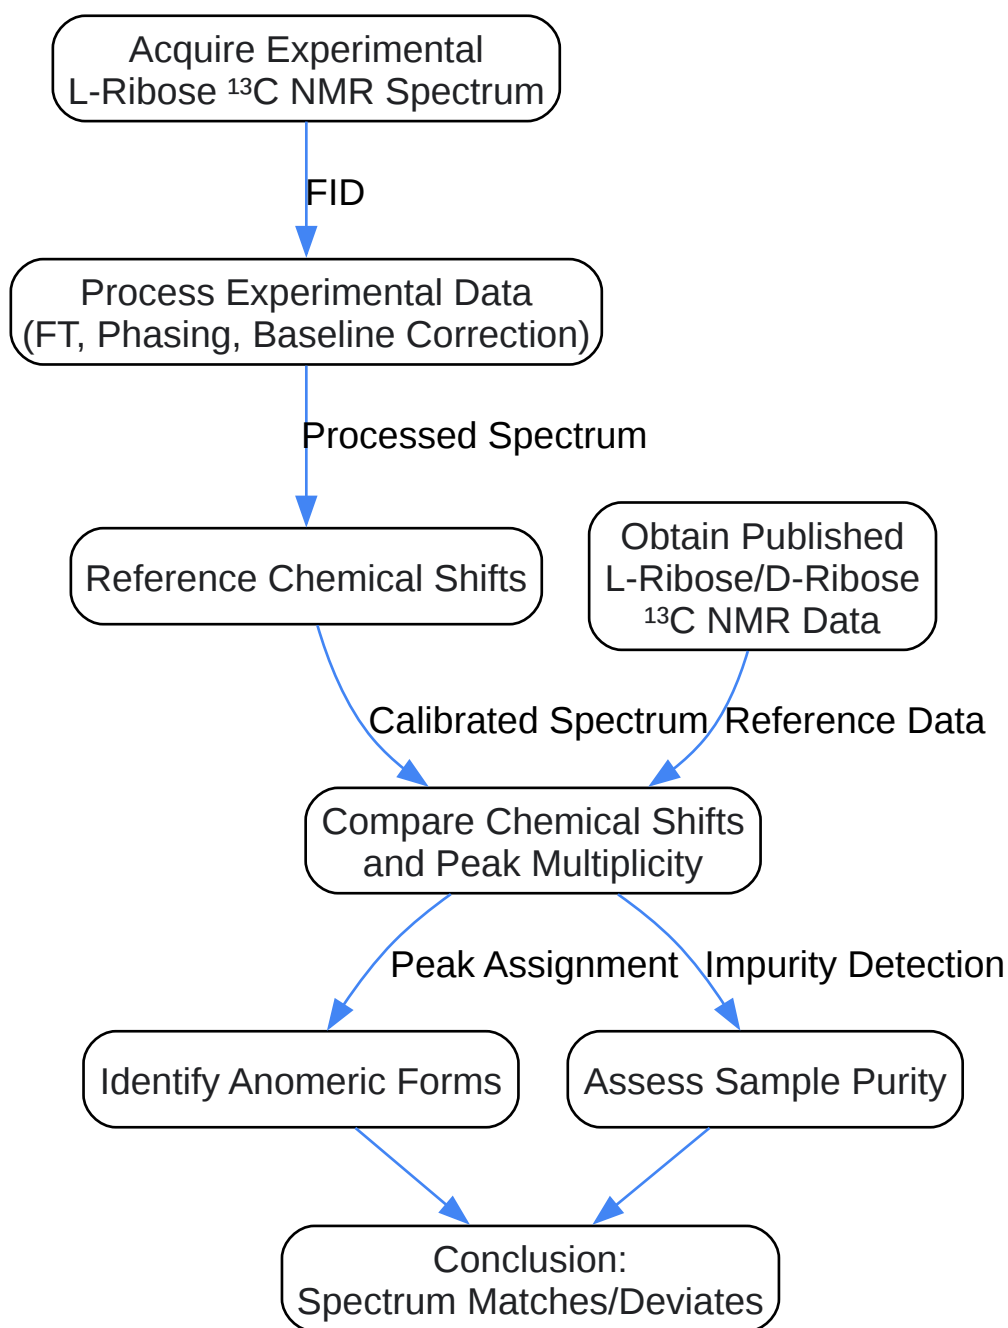 Acquire Experimental
L-Ribose ¹³C NMR Spectrum
FID
Process Experimental Data
(FT, Phasing, Baseline Correction)
Processed Spectrum
Reference Chemical Shifts
Obtain Published
L-Ribose/D-Ribose
¹³C NMR Data
Calibrated Spectrum
Reference Data
Compare Chemical Shifts
and Peak Multiplicity
Peak Assignment
Impurity Detection
Identify Anomeric Forms
Assess Sample Purity
Conclusion:
Spectrum Matches/Deviates